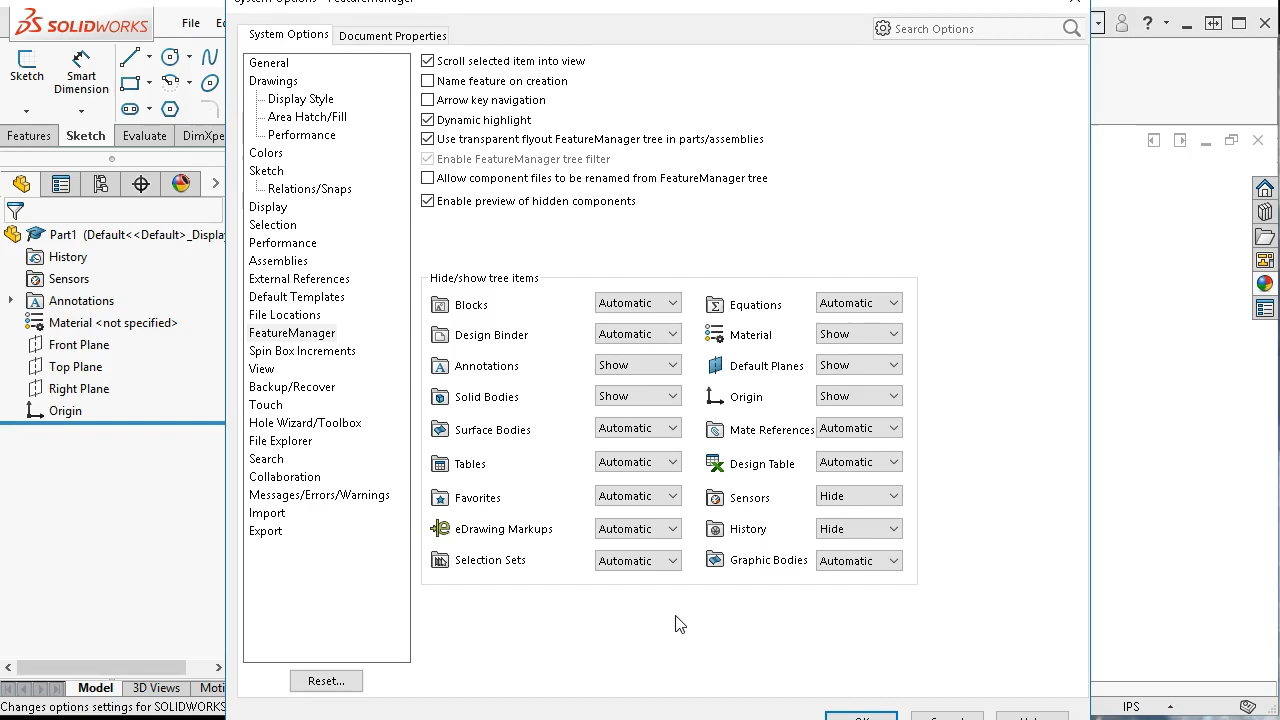 System Options - FeatureManager
SOLIDWORKS
File
System Options
Document Properties
Search Options
Sketch
Smart
Dimension
Features
Sketch
Evaluate
Part1 (Default<<Default>_Displa
History
Sensors
Annotations
Material <not specified>
Front Plane
Top Plane
Right Plane
Origin
General
Drawings
Display Style
Area Hatch/Fill
Performance
Colors
Sketch
Relations/Snaps
Display
Selection
Performance
Assemblies
External References
Default Templates
File Locations
FeatureManager
Spin Box Increments
View
Backup/Recover
Touch
Hole Wizard/Toolbox
File Explorer
Search
Collaboration
Messages/Errors/Warnings
Import
Export
Reset...
Scroll selected item into view
Name feature on creation
Arrow key navigation
Dynamic highlight
Use transparent flyout FeatureManager tree in parts/assemblies
Enable FeatureManager tree filter
Allow component files to be renamed from FeatureManager tree
Enable preview of hidden components
Hide/show tree items
Blocks Automatic Equations Automatic
Design Binder Automatic Material Show
Annotations Show Default Planes Show
Solid Bodies Show Origin Show
Surface Bodies Automatic Mate References Automatic
Tables Automatic Design Table Automatic
Favorites Automatic Sensors Hide
eDrawing Markups Automatic History Hide
Selection Sets Automatic Graphic Bodies Automatic
Model
3D Views
Moti
Changes options settings for SOLIDWORKS
IPS